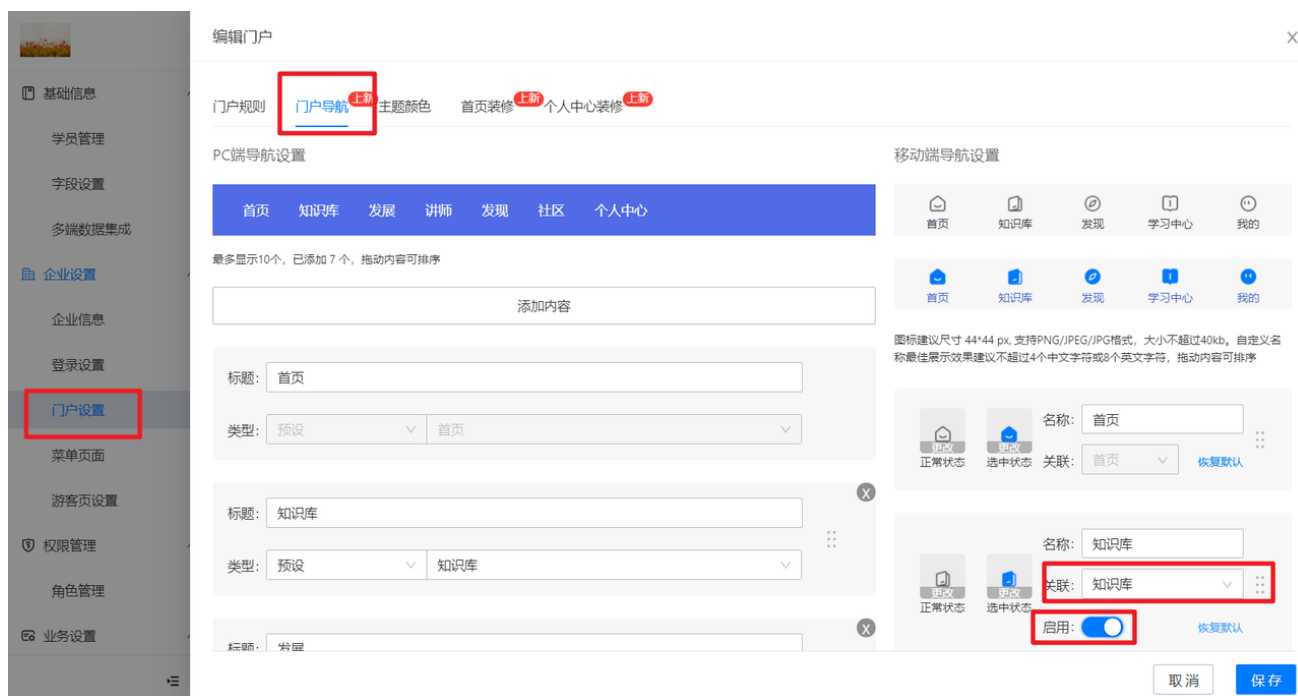 编辑门户
X
基础信息
学员管理
字段设置
多端数据集成
企业设置
企业信息
登录设置
门户设置
菜单页面
游客页设置
权限管理
角色管理
业务设置
门户规则 门户导航 上新 主题颜色 首页装修 上新 个人中心装修 上新
PC端导航设置
首页 知识库 发展 讲师 发现 社区 个人中心
最多显示10个，已添加 7 个，拖动内容可排序
添加内容
标题: 首页
类型: 预设 首页
X
标题: 知识库
类型: 预设 知识库
X
标题: 发展
移动端导航设置
首页 知识库 发现 学习中心 我的
首页 知识库 发现 学习中心 我的
图标建议尺寸 44*44 px, 支持PNG/JPEG/JPG格式，大小不超过40kb。自定义名
称最佳展示效果建议不超过4个中文字符或8个英文字符，拖动内容可排序
名称: 首页
更改 更改
正常状态 选中状态 关联: 首页 恢复默认
名称: 知识库
更改 更改 关联: 知识库
正常状态 选中状态
启用: 恢复默认
取消 保存